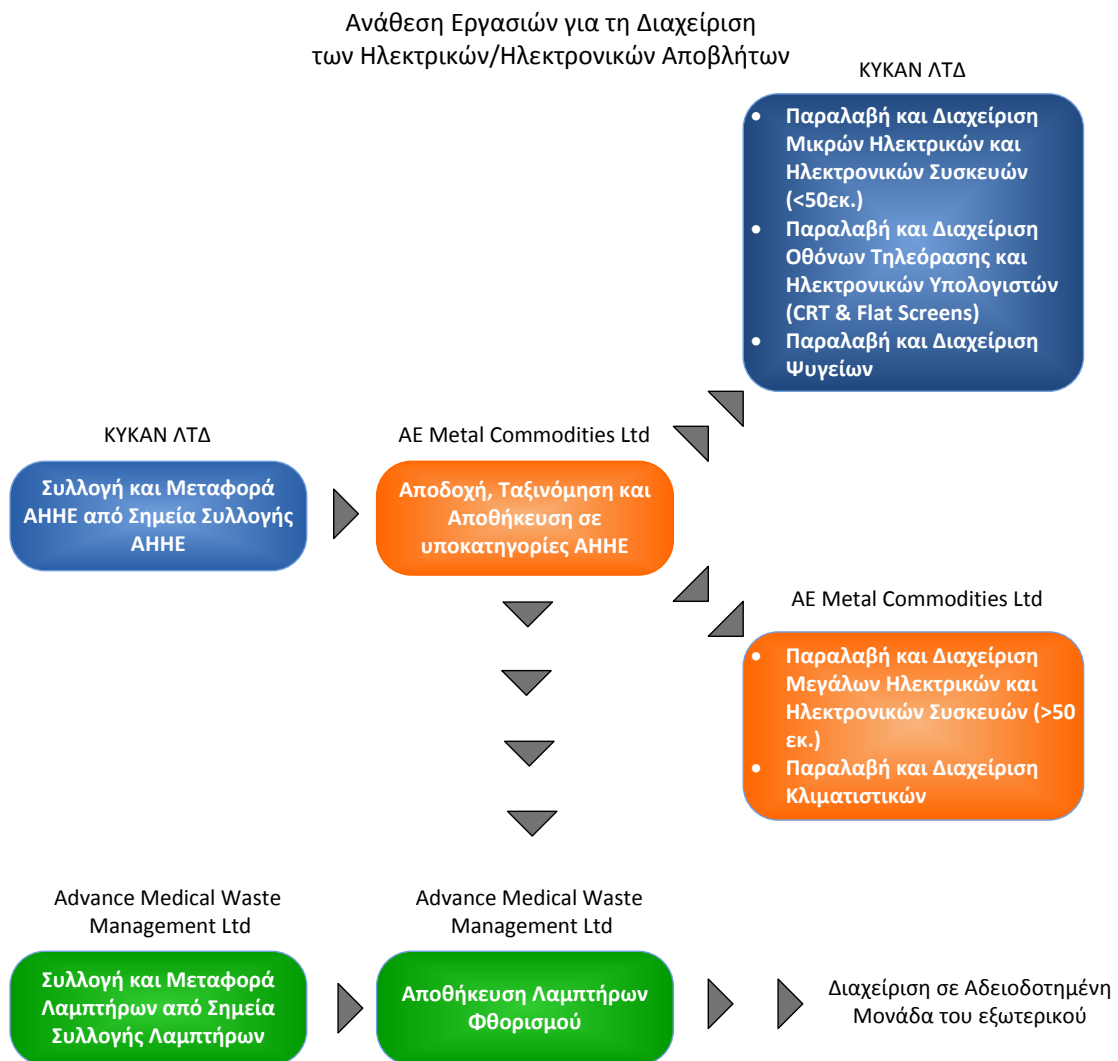 Ανάθεση Εργασιών για τη Διαχείριση
των Ηλεκτρικών/Ηλεκτρονικών Αποβλήτων
ΚΥΚΑΝ ΛΤΔ
• Παραλαβή και Διαχείριση
Μικρών Ηλεκτρικών και
Ηλεκτρονικών Συσκευών
(<50εκ.)
• Παραλαβή και Διαχείριση
Οθόνων Τηλεόρασης και
Ηλεκτρονικών Υπολογιστών
(CRT & Flat Screens)
• Παραλαβή και Διαχείριση
Ψυγείων
ΚΥΚΑΝ ΛΤΔ
Συλλογή και Μεταφορά
ΑΗΗΕ από Σημεία Συλλογής
ΑΗΗΕ
AE Metal Commodities Ltd
Αποδοχή, Ταξινόμηση και
Αποθήκευση σε
υποκατηγορίες ΑΗΗΕ
AE Metal Commodities Ltd
• Παραλαβή και Διαχείριση
Μεγάλων Ηλεκτρικών και
Ηλεκτρονικών Συσκευών (>50
εκ.)
• Παραλαβή και Διαχείριση
Κλιματιστικών
Advance Medical Waste
Management Ltd
Συλλογή και Μεταφορά
Λαμπτήρων από Σημεία
Συλλογής Λαμπτήρων
Advance Medical Waste
Management Ltd
Αποθήκευση Λαμπτήρων
Φθορισμού
Διαχείριση σε Αδειοδοτημένη
Μονάδα του εξωτερικού